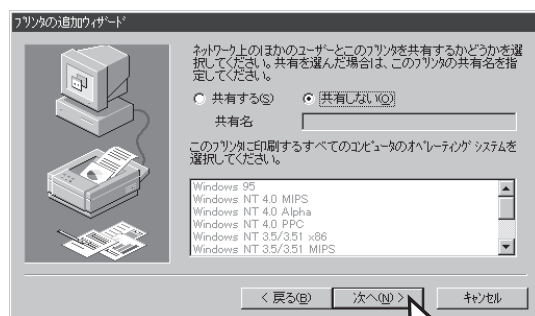 プリンタの追加ウィザード
ネットワーク上のほかのユーザーとこのプリンタを共有するかどうかを選
択してください。共有を選んだ場合は、このプリンタの共有名を指
定してください。
共有する(S) 共有しない(O)
共有名
このプリンタに印刷するすべてのコンピュータのオペレーティング システムを
選択してください。
Windows 95
Windows NT 4.0 MIPS
Windows NT 4.0 Alpha
Windows NT 4.0 PPC
Windows NT 3.5/3.51 x86
Windows NT 3.5/3.51 MIPS
< 戻る(B) 次へ(N) > キャンセル